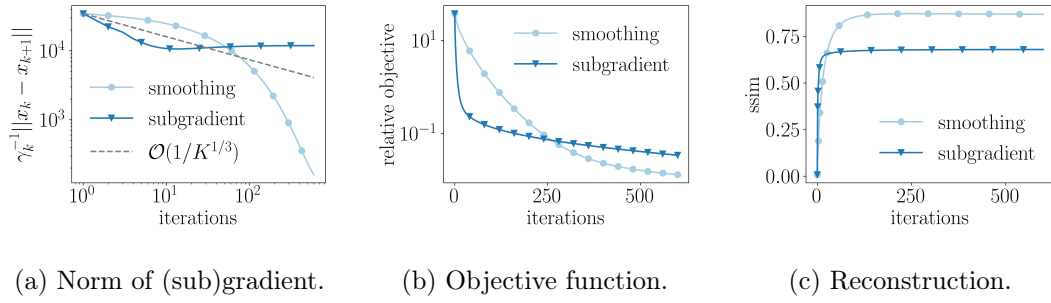 γ_k^{-1}||x_k − x_{k+1}||
10^4
10^3
smoothing
subgradient
O(1/K^{1/3})
10^0
10^1
10^2
iterations
relative objective
10^1
10^{-1}
smoothing
subgradient
0
250
500
iterations
ssim
0.75
0.50
0.25
0.00
smoothing
subgradient
0
250
500
iterations
(a) Norm of (sub)gradient.
(b) Objective function.
(c) Reconstruction.